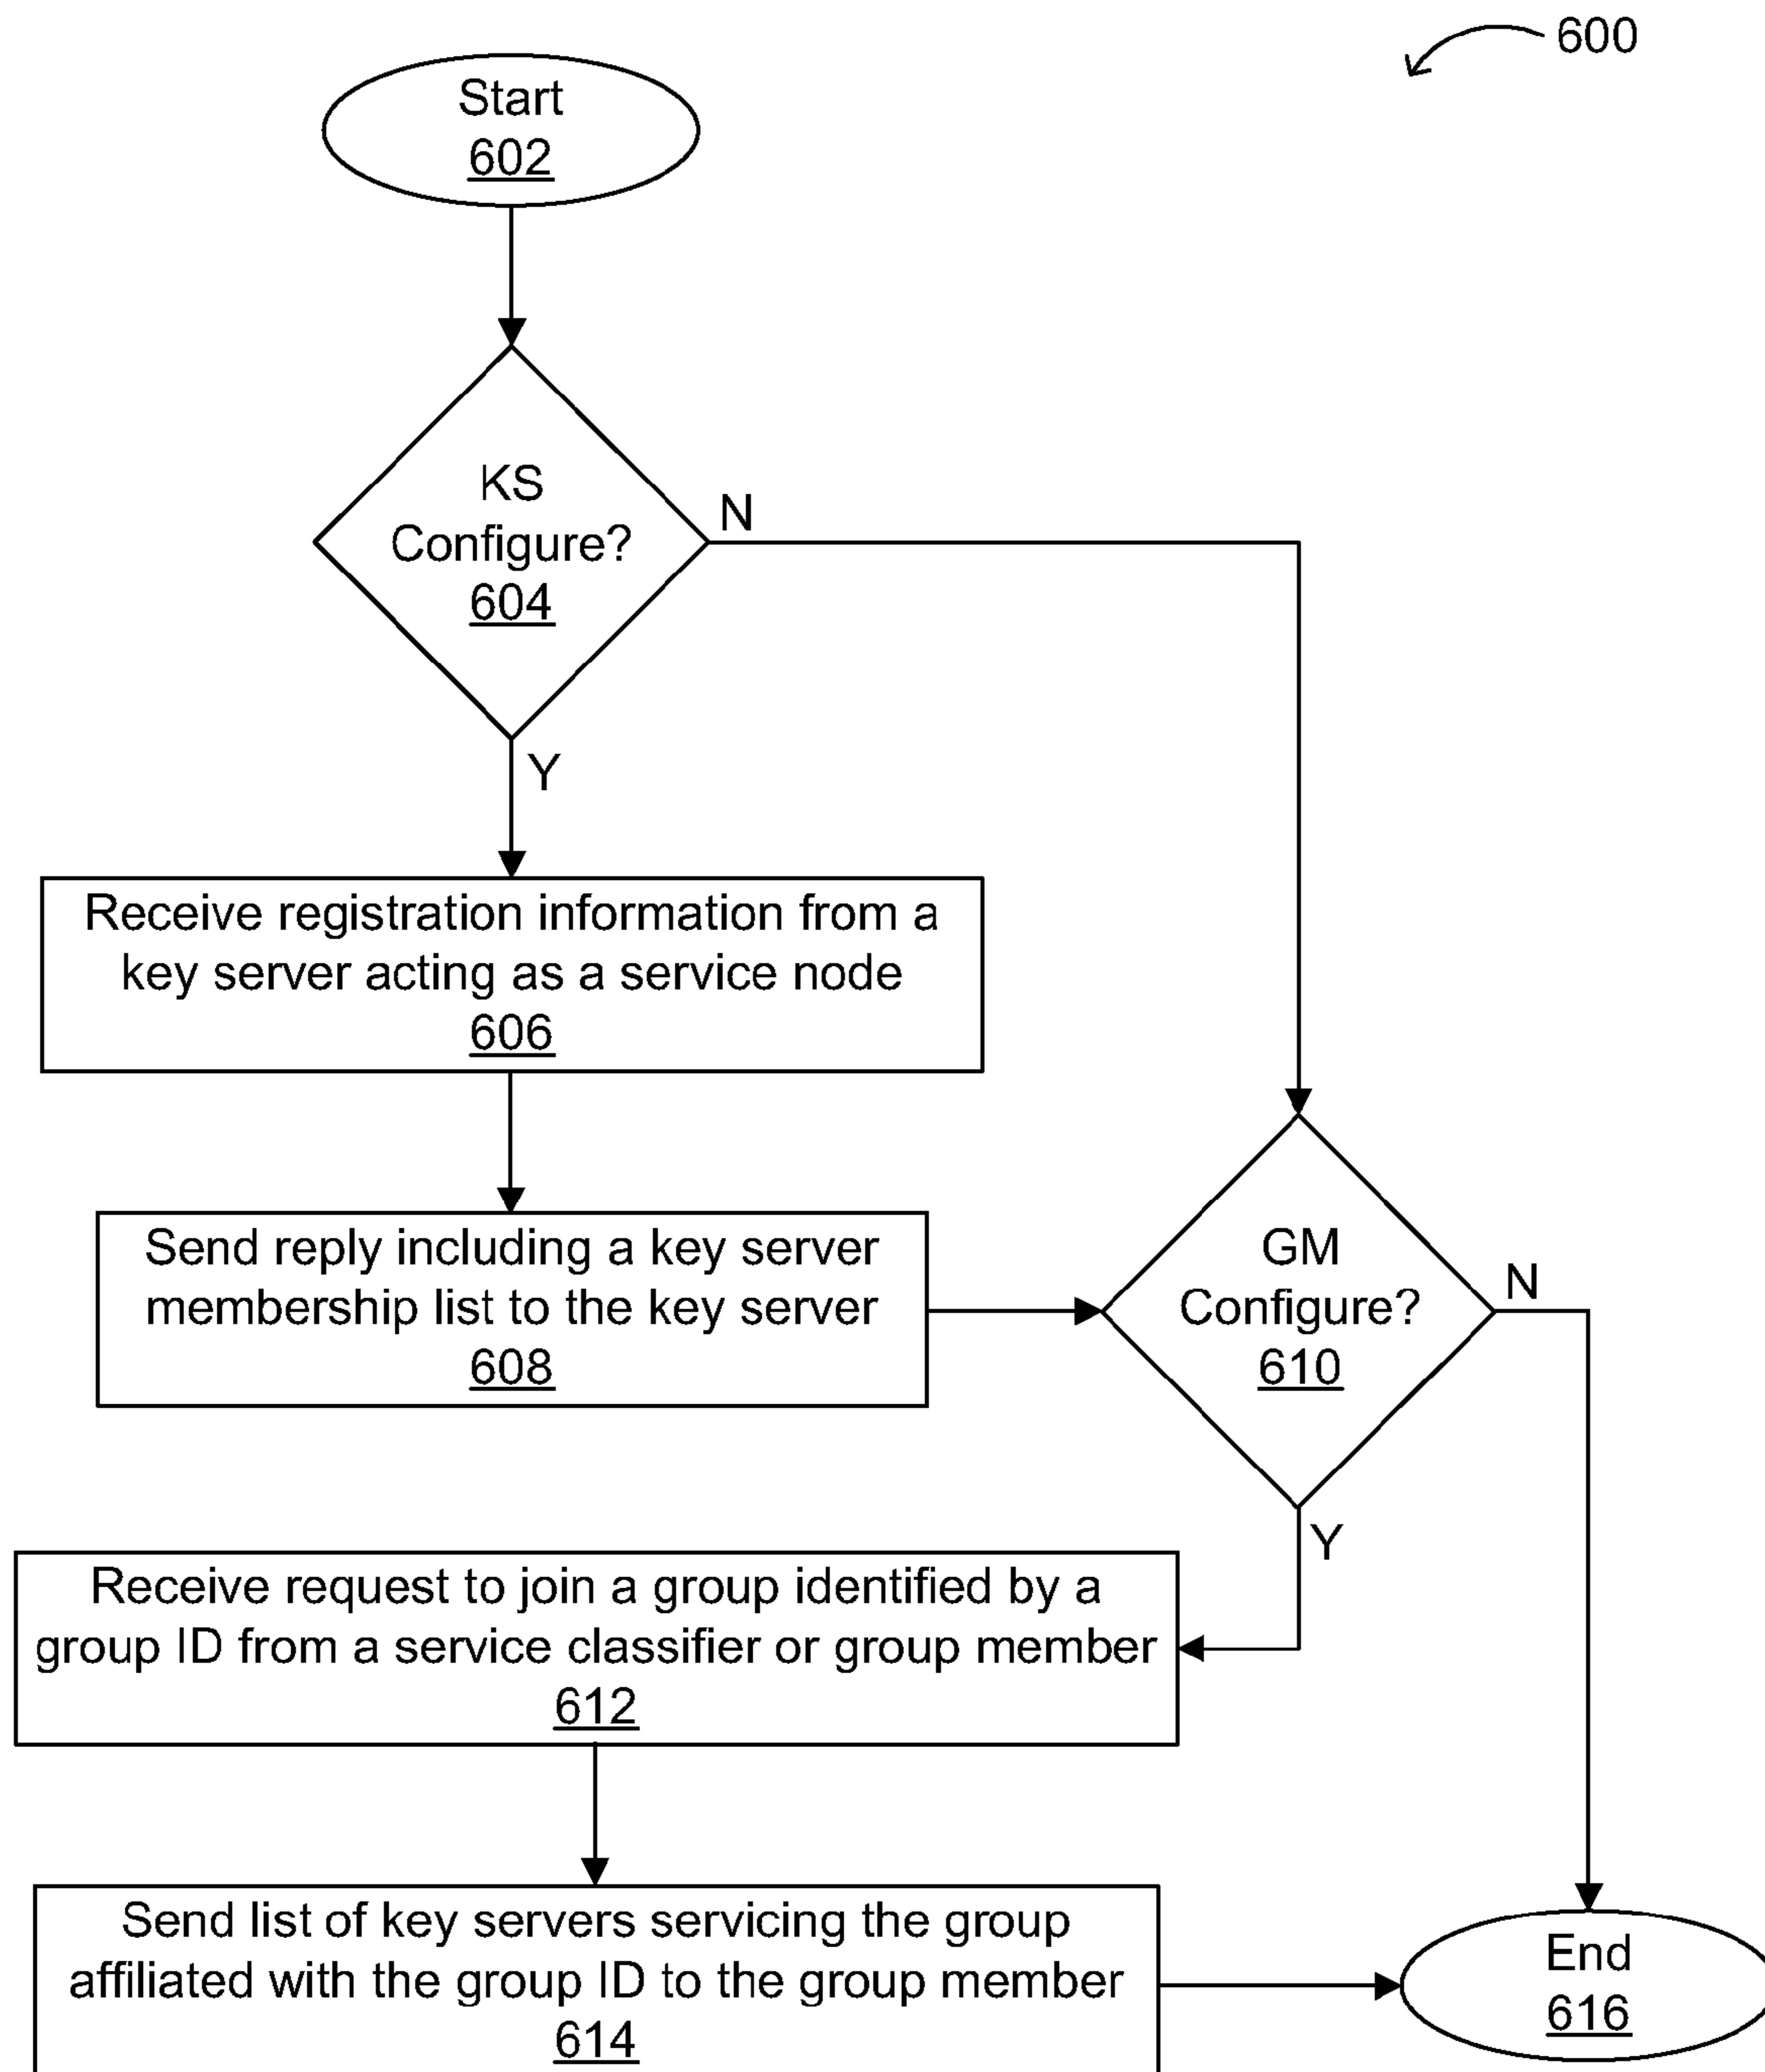 600
Start
602
KS
Configure?
604
N
Y
Receive registration information from a
key server acting as a service node
606
Send reply including a key server
membership list to the key server
608
GM
Configure?
610
N
Y
Receive request to join a group identified by a
group ID from a service classifier or group member
612
Send list of key servers servicing the group
affiliated with the group ID to the group member
614
End
616